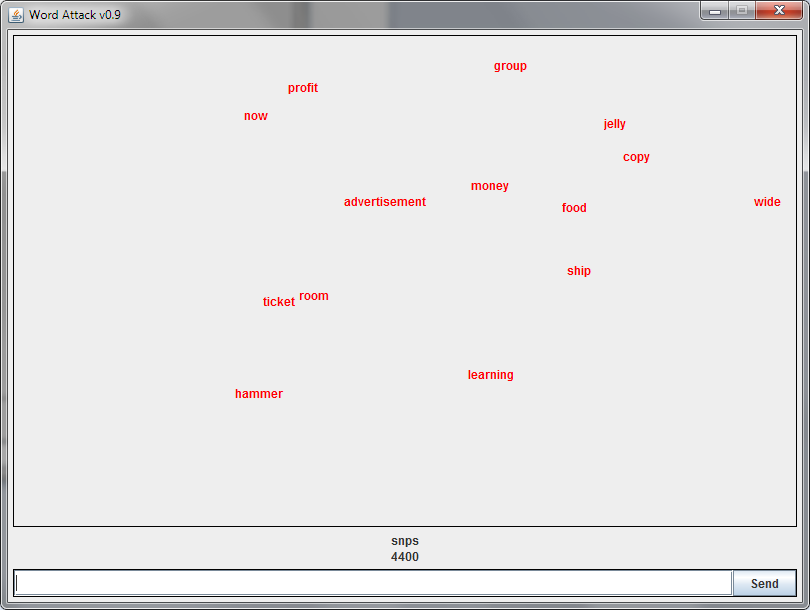 Word Attack v0.9
group
profit
now
jelly
copy
money
advertisement
food
wide
ship
room
ticket
learning
hammer
snps
4400
Send